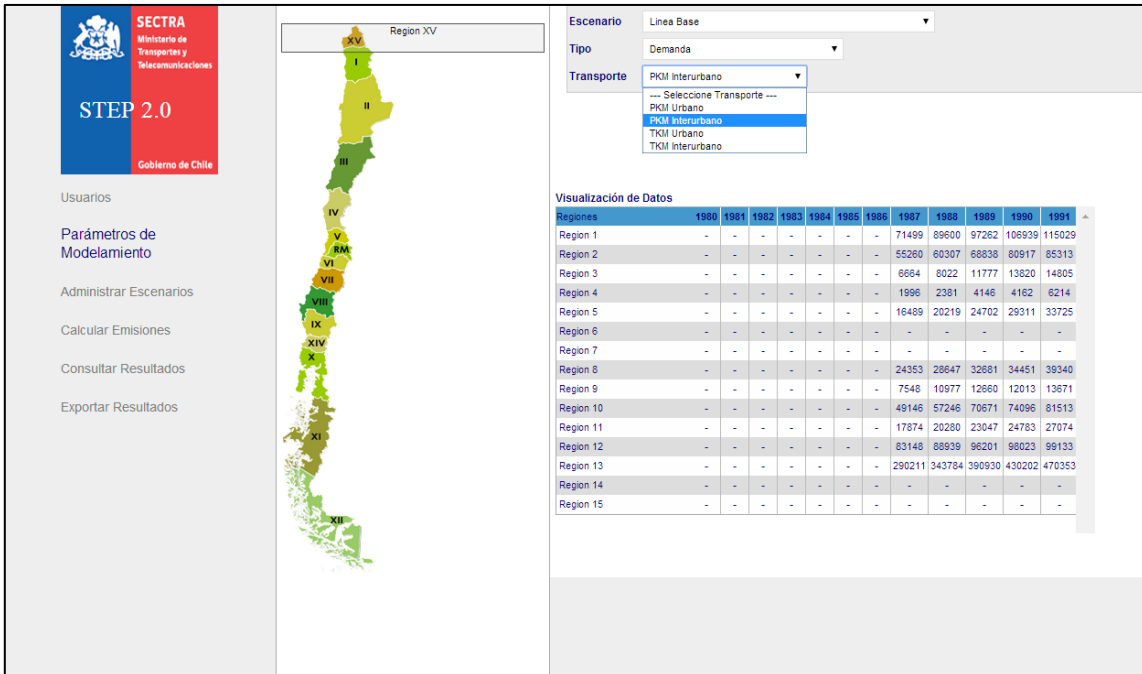 SECTRA
Ministerio de
Transportes y
Telecomunicaciones
STEP 2.0
Gobierno de Chile
Usuarios
Parámetros de
Modelamiento
Administrar Escenarios
Calcular Emisiones
Consultar Resultados
Exportar Resultados
Region XV
XV
I
II
III
IV
V
RM
VI
VII
VIII
IX
XIV
X
XI
XII
Escenario Linea Base
Tipo Demanda
Transporte PKM Interurbano
--- Seleccione Transporte ---
PKM Urbano
PKM Interurbano
TKM Urbano
TKM Interurbano
Visualización de Datos
Regiones 1980 1981 1982 1983 1984 1985 1986 1987 1988 1989 1990 1991
Region 1 - - - - - - - 71499 89600 97262 106939 115029
Region 2 - - - - - - - 55260 60307 68838 80917 85313
Region 3 - - - - - - - 6664 8022 11777 13820 14805
Region 4 - - - - - - - 1996 2381 4146 4162 6214
Region 5 - - - - - - - 16489 20219 24702 29311 33725
Region 6 - - - - - - - - - - - -
Region 7 - - - - - - - - - - - -
Region 8 - - - - - - - 24353 28647 32681 34451 39340
Region 9 - - - - - - - 7548 10977 12660 12013 13671
Region 10 - - - - - - - 49146 57246 70671 74096 81513
Region 11 - - - - - - - 17874 20280 23047 24783 27074
Region 12 - - - - - - - 83148 88939 96201 98023 99133
Region 13 - - - - - - - 290211 343784 390930 430202 470353
Region 14 - - - - - - - - - - - -
Region 15 - - - - - - - - - - - -